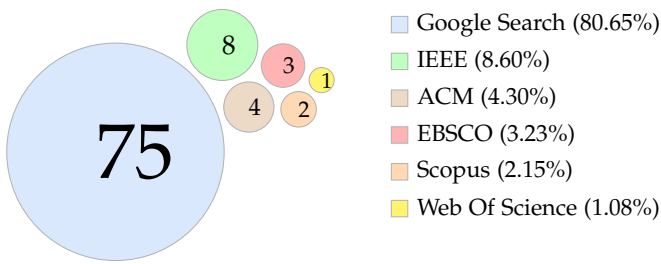 75
8
3
1
4
2
Google Search (80.65%)
IEEE (8.60%)
ACM (4.30%)
EBSCO (3.23%)
Scopus (2.15%)
Web Of Science (1.08%)